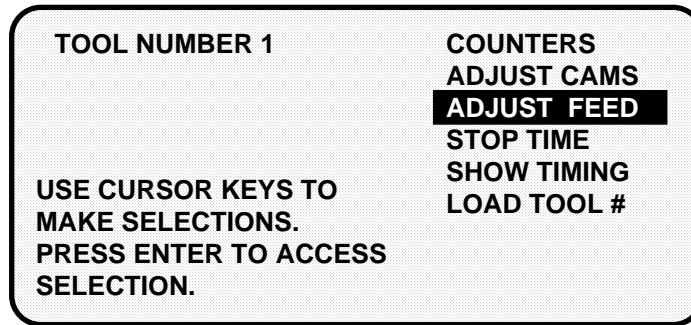 TOOL NUMBER 1
COUNTERS
ADJUST CAMS
ADJUST FEED
STOP TIME
SHOW TIMING
LOAD TOOL #
USE CURSOR KEYS TO
MAKE SELECTIONS.
PRESS ENTER TO ACCESS
SELECTION.